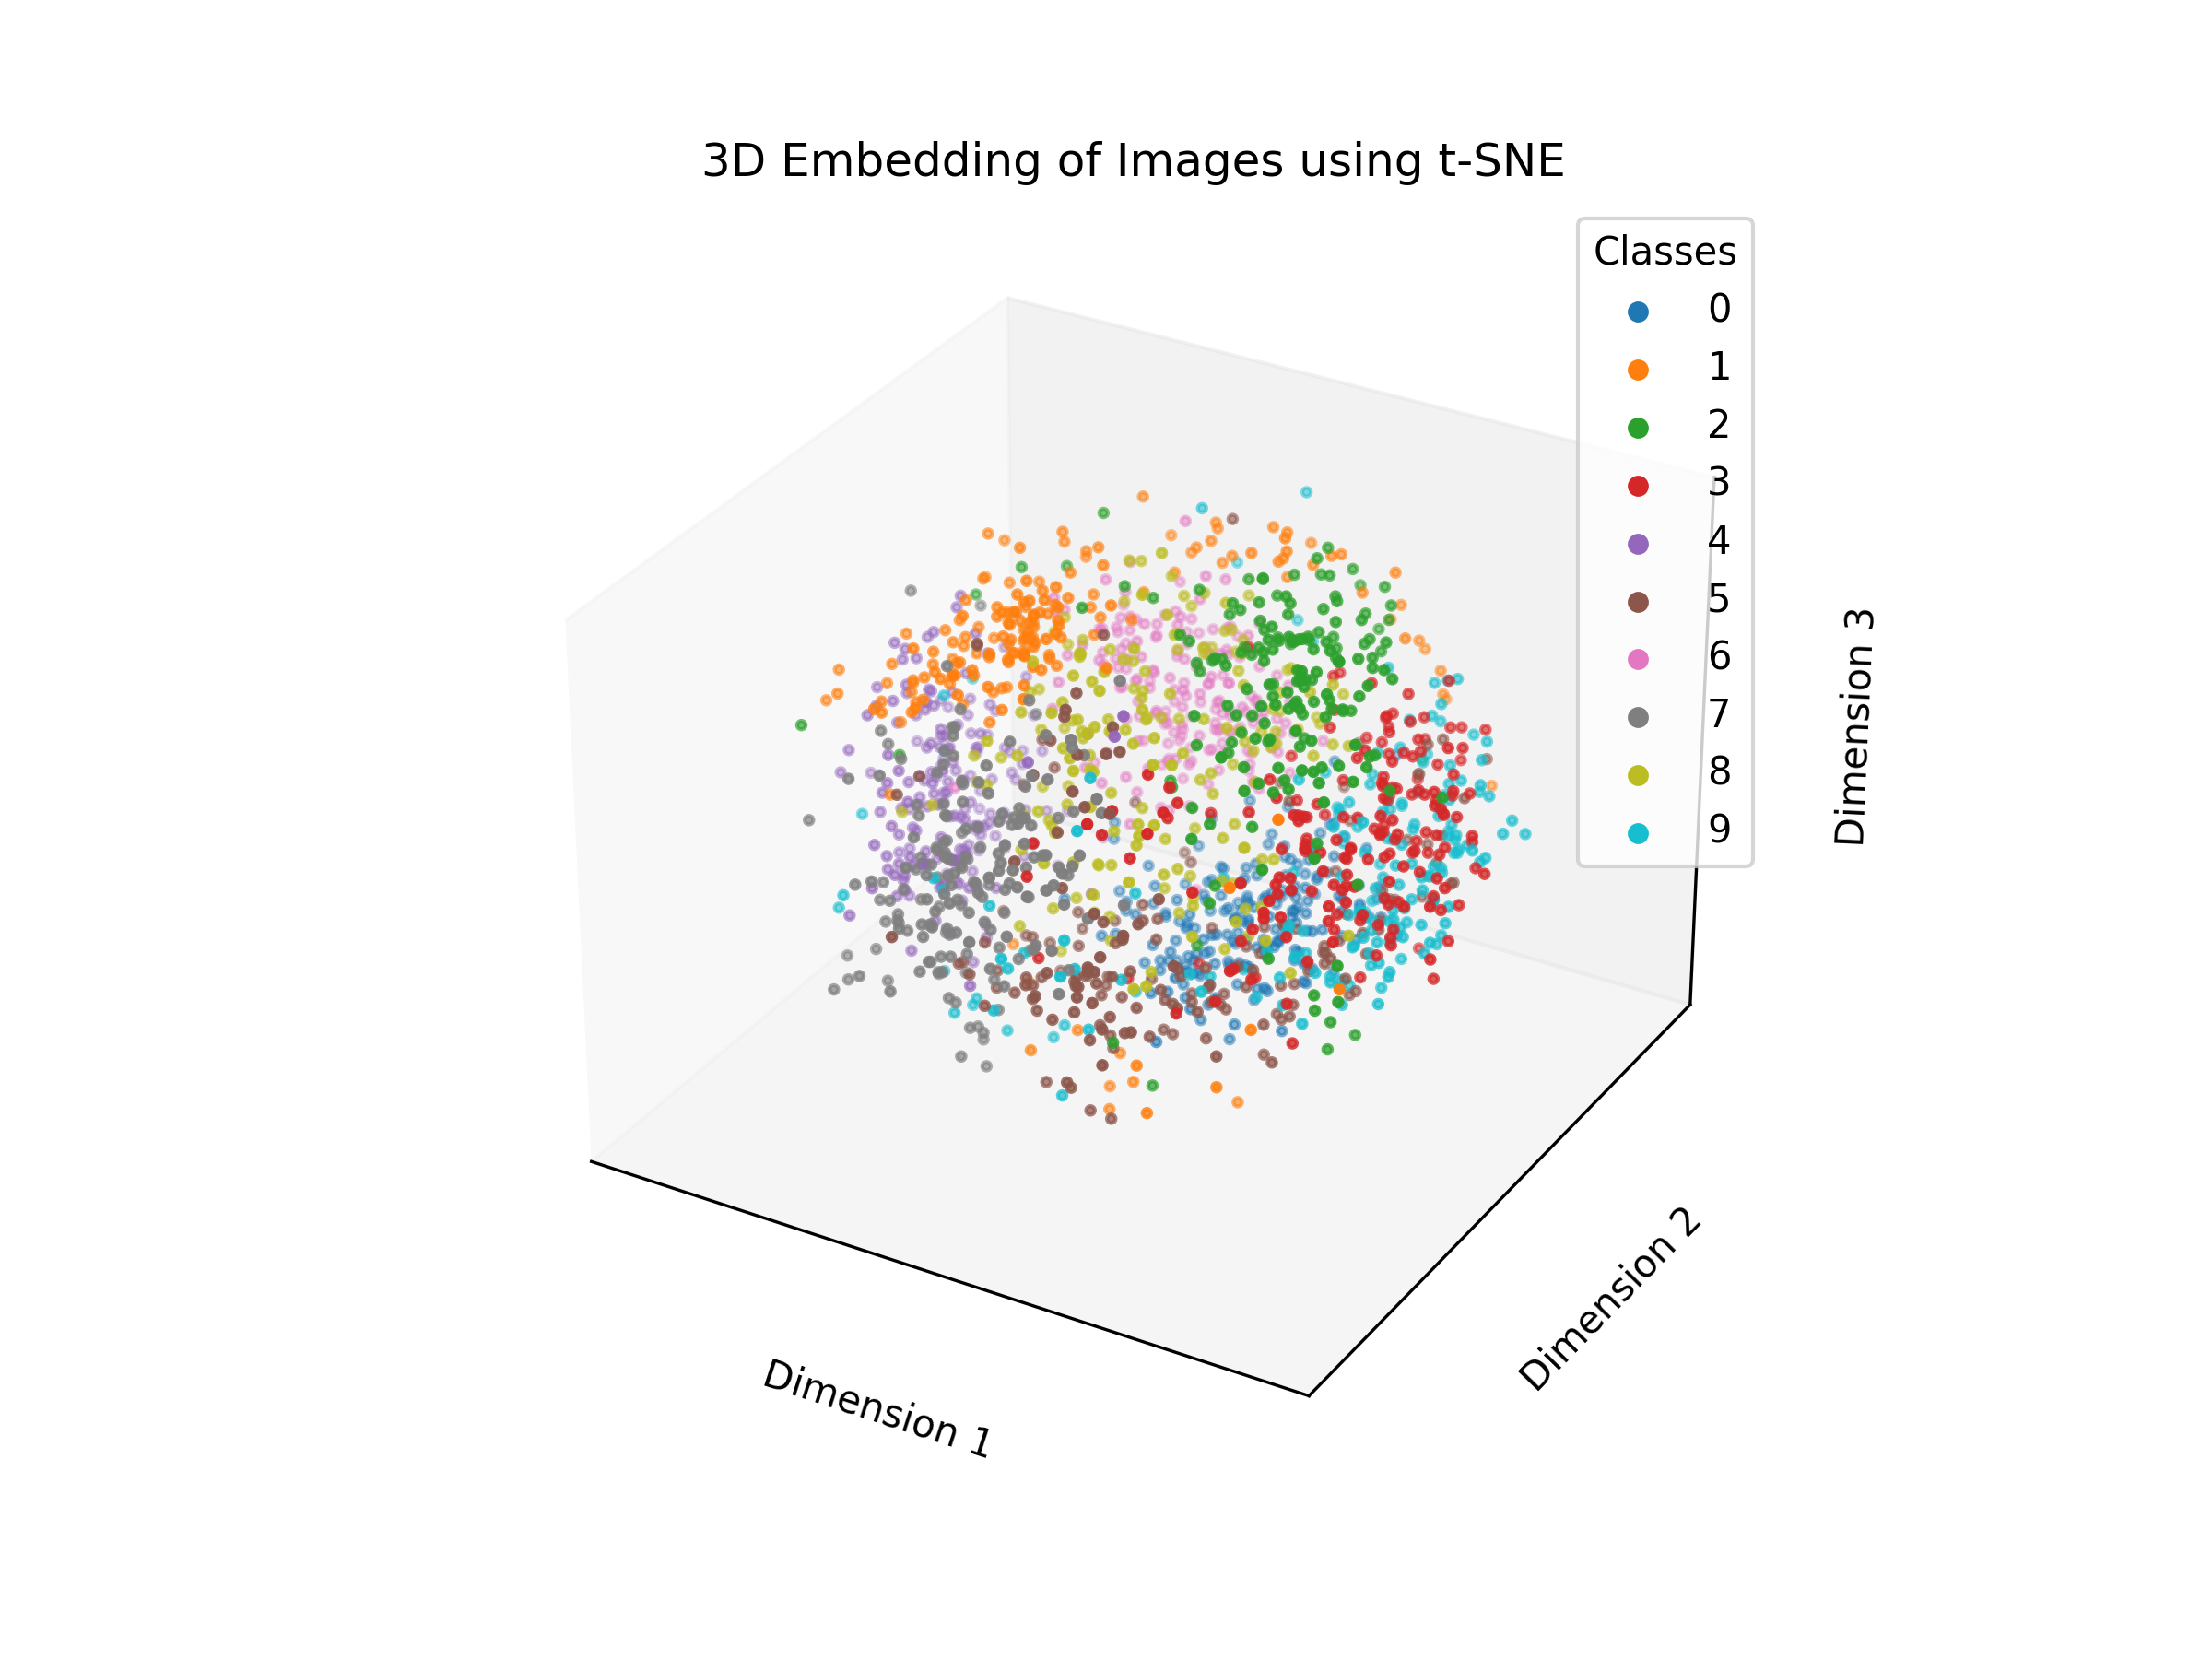 3D Embedding of Images using t-SNE
Classes
0
1
2
3
4
5
6
7
8
9
Dimension 3
Dimension 2
Dimension 1